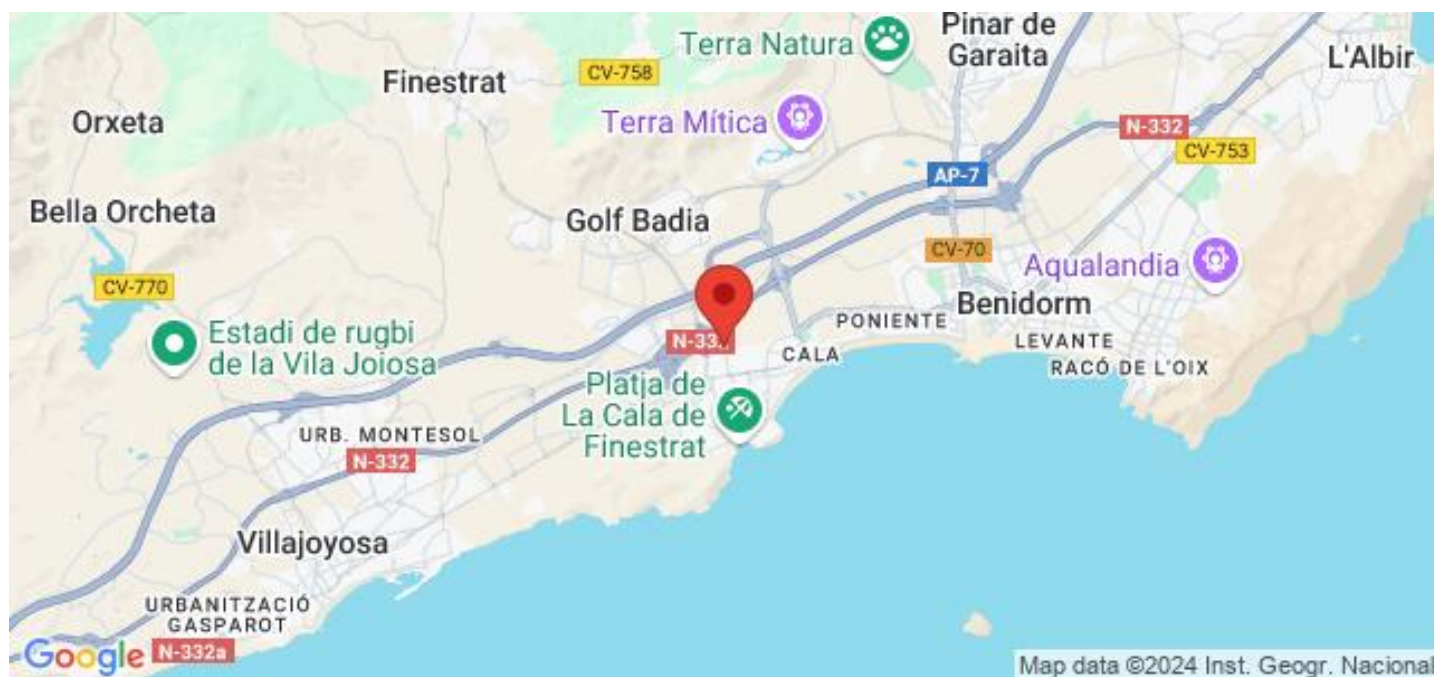 Terra Natura
Pinar de
Garaita
L'Albir
Finestrat
CV-758
Orxeta
Terra Mítica
N-332
CV-753
AP-7
Bella Orcheta
Golf Badia
CV-70
Aqualandia
CV-770
Benidorm
PONIENTE
Estadi de rugbi
de la Vila Joiosa
CALA
LEVANTE
RACÓ DE L'OIX
Platja de
La Cala de
Finestrat
URB. MONTESOL
N-332
Villajoyosa
URBANITZACIÓ
GASPAROT
N-332a
Google
Map data ©2024 Inst. Geogr. Nacional